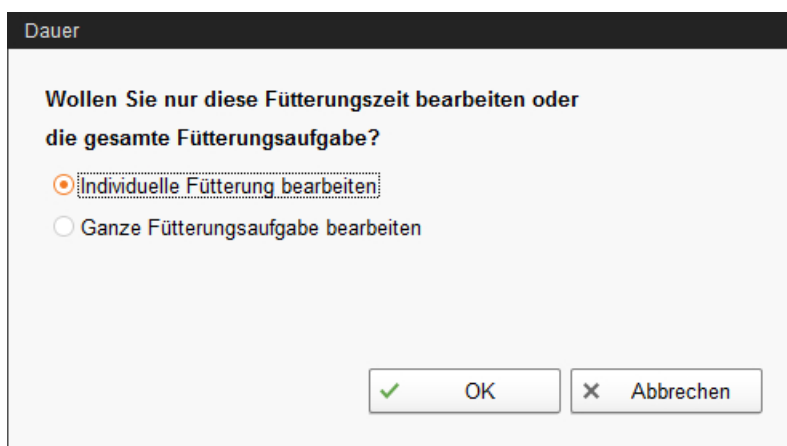 Dauer
Wollen Sie nur diese Fütterungszeit bearbeiten oder
die gesamte Fütterungsaufgabe?
Individuelle Fütterung bearbeiten
Ganze Fütterungsaufgabe bearbeiten
OK
Abbrechen